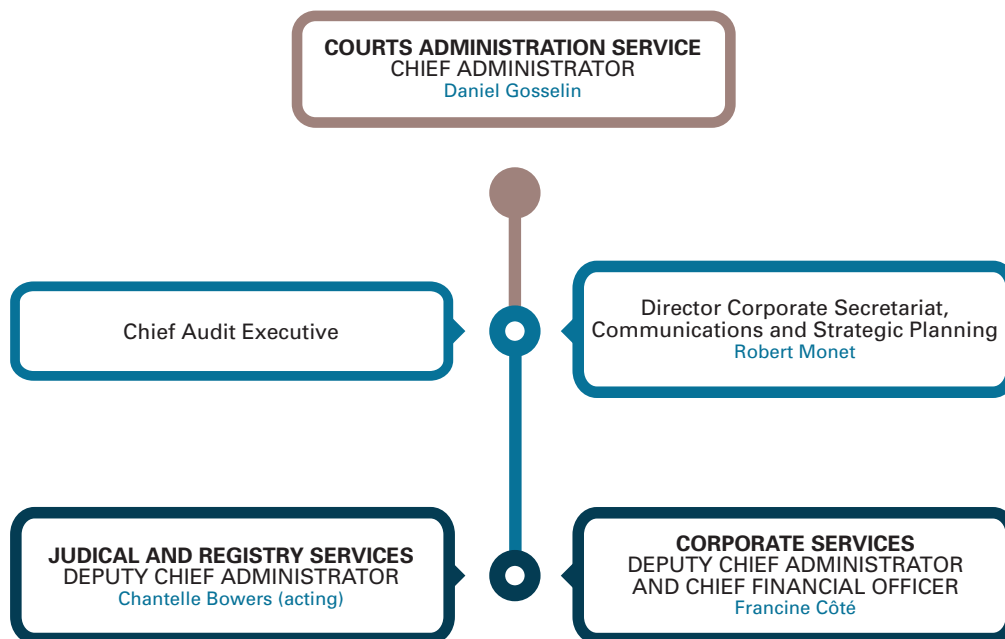 COURTS ADMINISTRATION SERVICE
CHIEF ADMINISTRATOR
Daniel Gosselin
Chief Audit Executive
Director Corporate Secretariat,
Communications and Strategic Planning
Robert Monet
JUDICAL AND REGISTRY SERVICES
DEPUTY CHIEF ADMINISTRATOR
Chantelle Bowers (acting)
CORPORATE SERVICES
DEPUTY CHIEF ADMINISTRATOR
AND CHIEF FINANCIAL OFFICER
Francine Côté